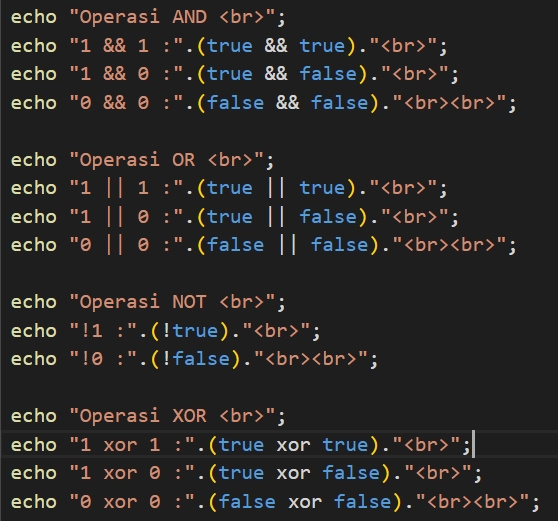 echo "Operasi AND <br>";
echo "1 && 1 :".(true && true)."<br>";
echo "1 && 0 :".(true && false)."<br>";
echo "0 && 0 :".(false && false)."<br><br>";
echo "Operasi OR <br>";
echo "1 || 1 :".(true || true)."<br>";
echo "1 || 0 :".(true || false)."<br>";
echo "0 || 0 :".(false || false)."<br><br>";
echo "Operasi NOT <br>";
echo "!1 :".(!true)."<br>";
echo "!0 :".(!false)."<br><br>";
echo "Operasi XOR <br>";
echo "1 xor 1 :".(true xor true)."<br>";
echo "1 xor 0 :".(true xor false)."<br>";
echo "0 xor 0 :".(false xor false)."<br><br>";